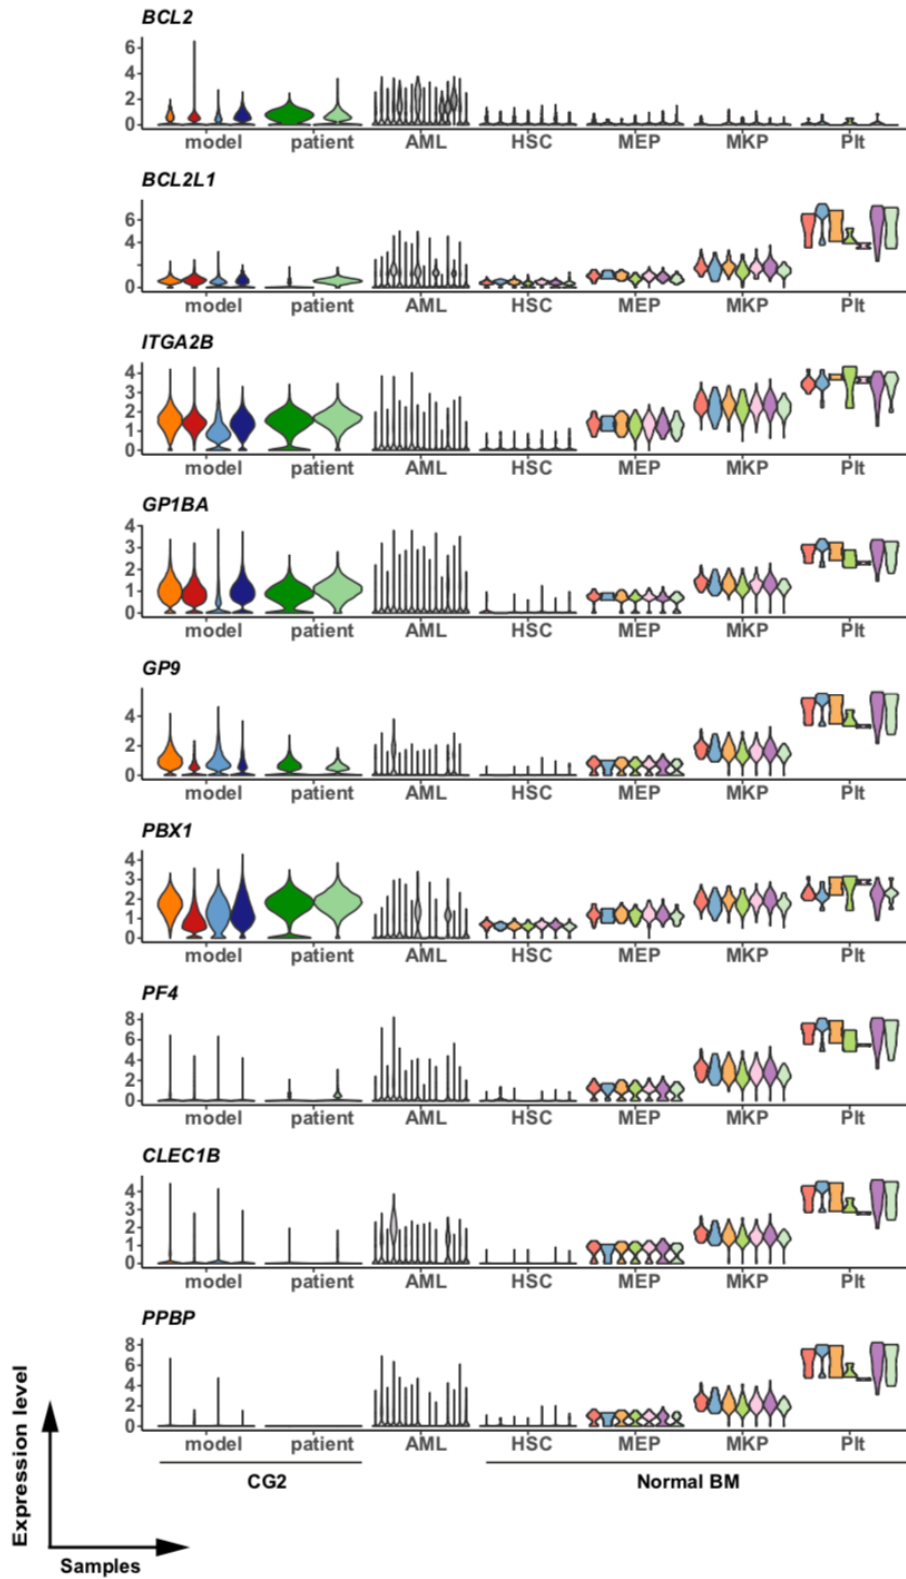 BCL2
6
4
2
0
model patient AML HSC MEP MKP Plt
BCL2L1
6
4
0
model patient AML HSC MEP MKP Plt
ITGA2B
4
3
2
1
0
model patient AML HSC MEP MKP Plt
GP1BA
4
3
2
1
0
model patient AML HSC MEP MKP Plt
GP9
4
2
0
model patient AML HSC MEP MKP Plt
PBX1
4
3
2
1
0
model patient AML HSC MEP MKP Plt
PF4
8
6
4
2
0
model patient AML HSC MEP MKP Plt
CLEC1B
4
3
2
1
0
model patient AML HSC MEP MKP Plt
PPBP
8
6
4
2
0
model patient AML HSC MEP MKP Plt
CG2 Normal BM
Expression level
Samples